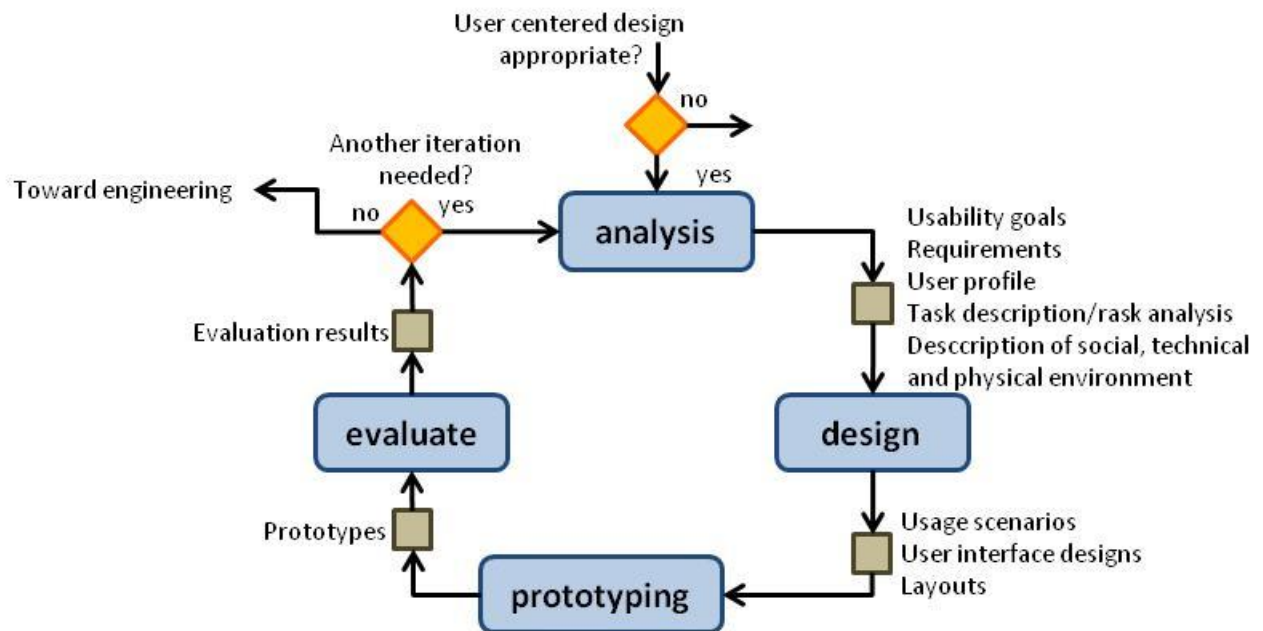 User centered design
appropriate?
no
yes
Another iteration
needed?
Toward engineering
no
yes
analysis
Usability goals
Requirements
User profile
Task description/rask analysis
Desccription of social, technical
and physical environment
Evaluation results
evaluate
design
Prototypes
Usage scenarios
User interface designs
Layouts
prototyping